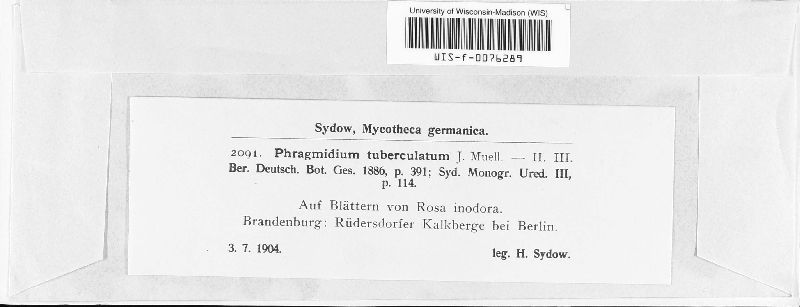 University of Wisconsin-Madison (WIS)
WIS-f-0076289
Sydow, Mycotheca germanica.
2091. Phragmidium tuberculatum J. Muell. — II. III.
Ber. Deutsch. Bot. Ges. 1886, p. 391; Syd. Monogr. Ured. III,
p. 114.
Auf Blättern von Rosa inodora.
Brandenburg: Rüdersdorfer Kalkberge bei Berlin.
3. 7. 1904. leg. H. Sydow.